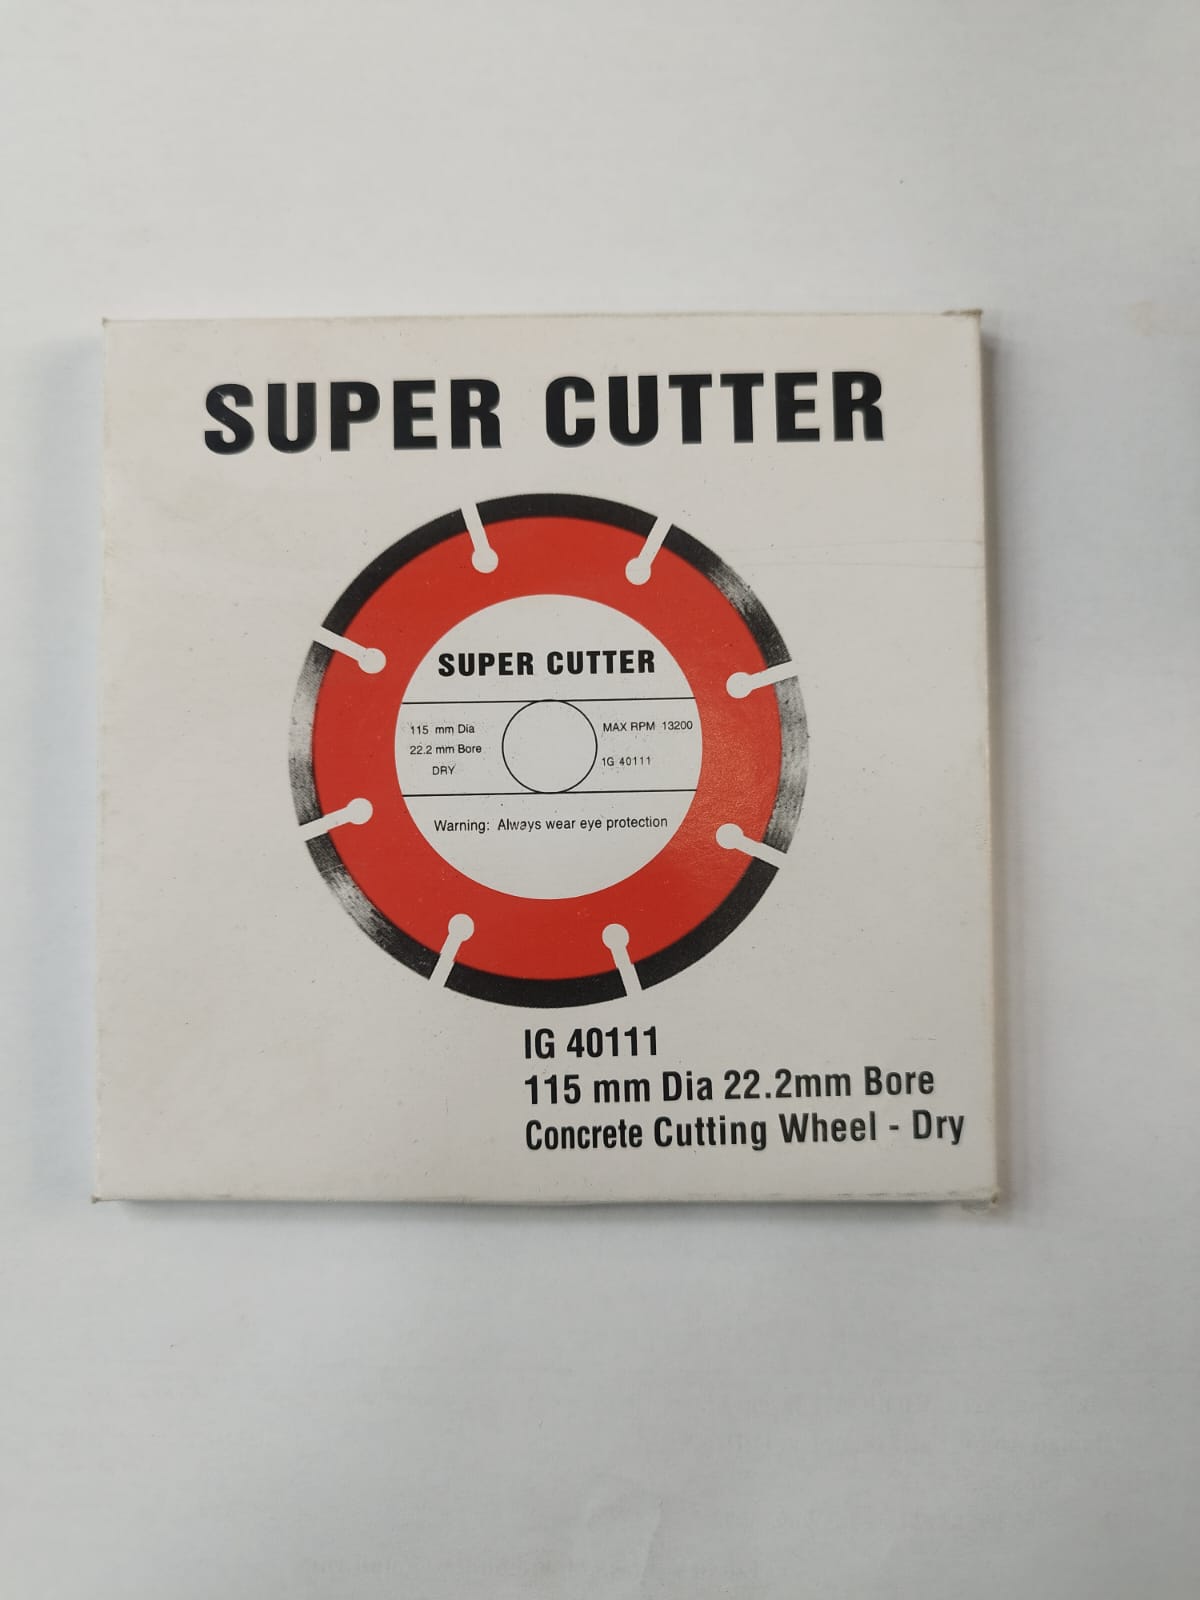 SUPER CUTTER
SUPER CUTTER
115 mm Dia
22.2 mm Bore
DRY
MAX RPM 13200
1G 40111
Warning: Always wear eye protection
IG 40111
115 mm Dia 22.2mm Bore
Concrete Cutting Wheel - Dry